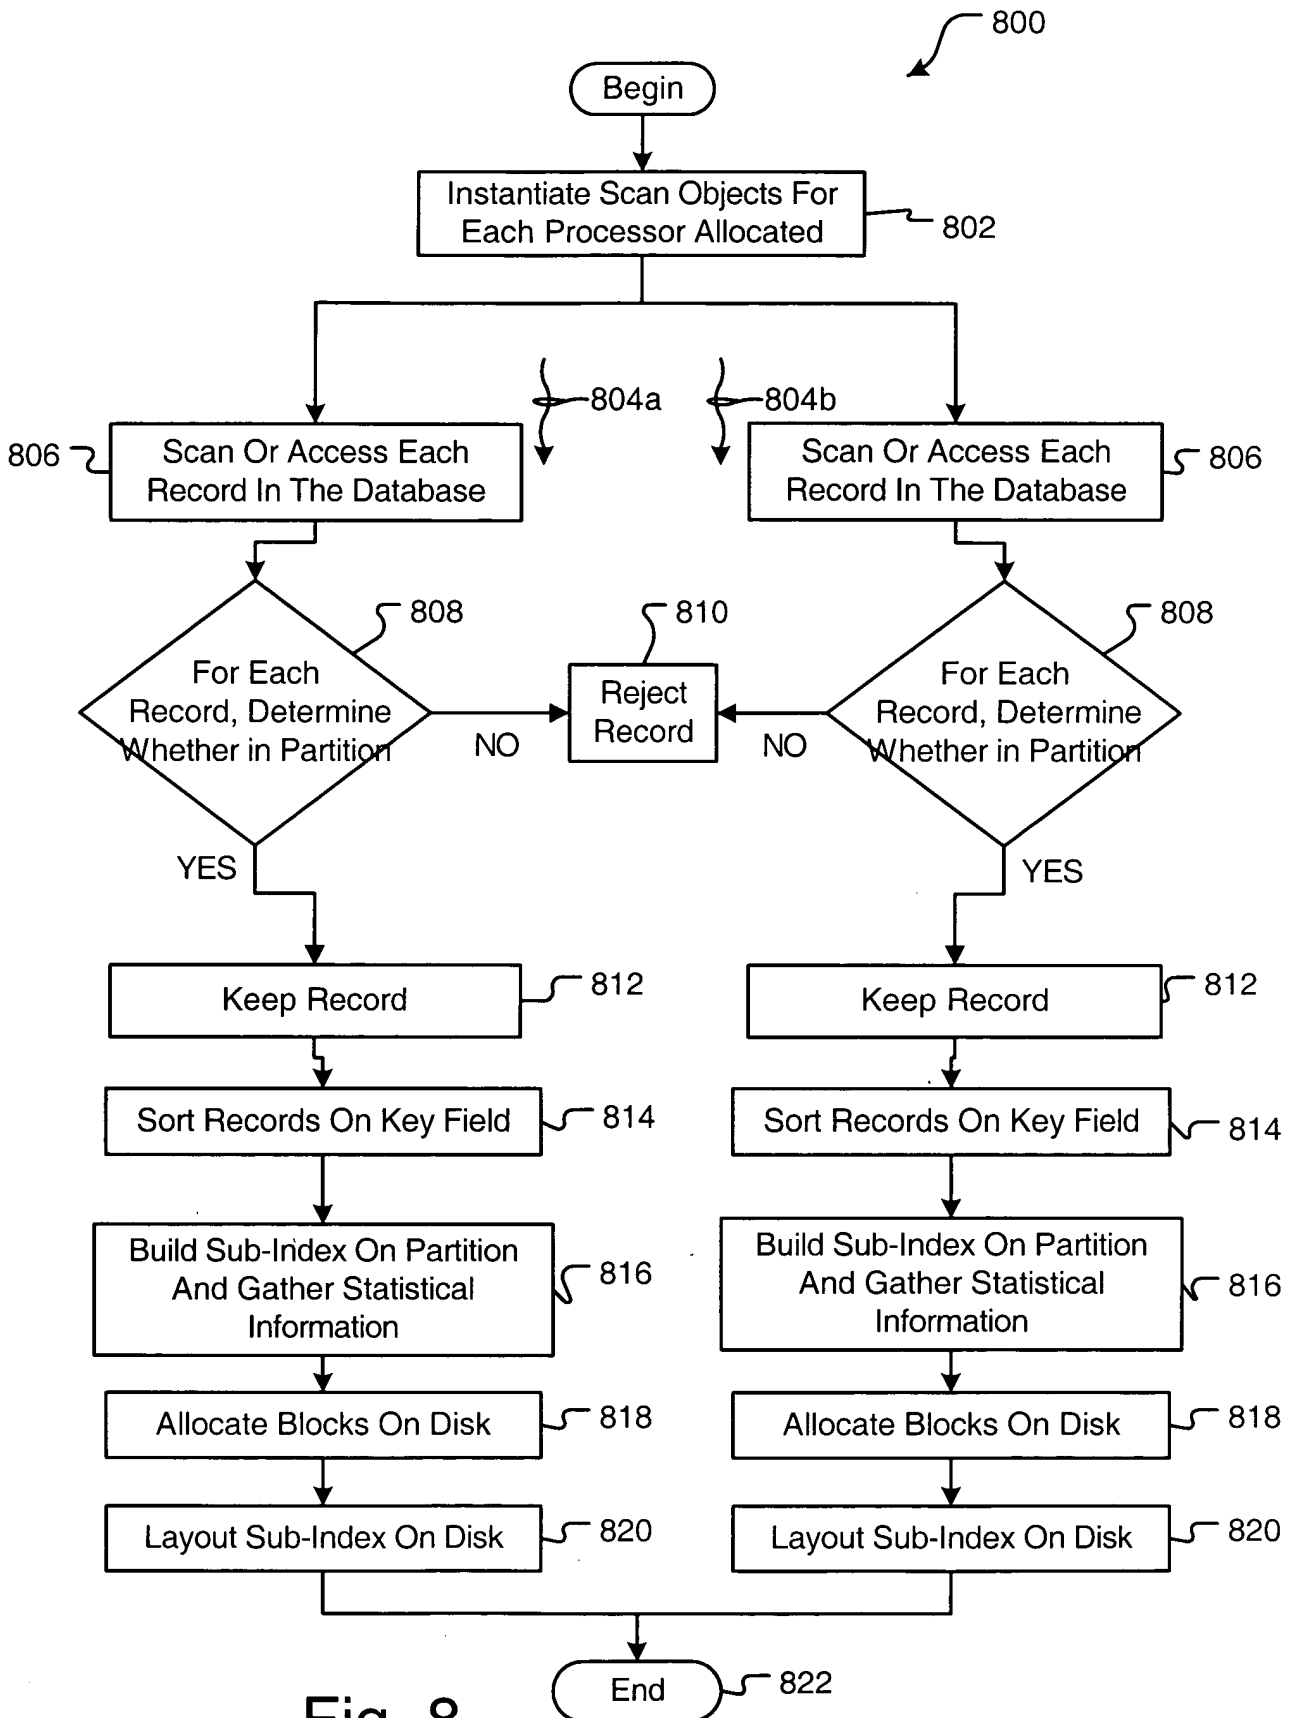 800
Begin
Instantiate Scan Objects For
Each Processor Allocated
802
804a
804b
806
Scan Or Access Each
Record In The Database
Scan Or Access Each
Record In The Database
806
808
For Each
Record, Determine
Whether in Partition
NO
YES
810
Reject
Record
808
For Each
Record, Determine
Whether in Partition
NO
YES
Keep Record
812
Keep Record
812
Sort Records On Key Field
814
Sort Records On Key Field
814
Build Sub-Index On Partition
And Gather Statistical
Information
816
Build Sub-Index On Partition
And Gather Statistical
Information
816
Allocate Blocks On Disk
818
Allocate Blocks On Disk
818
Layout Sub-Index On Disk
820
Layout Sub-Index On Disk
820
End
822
Fig. 8